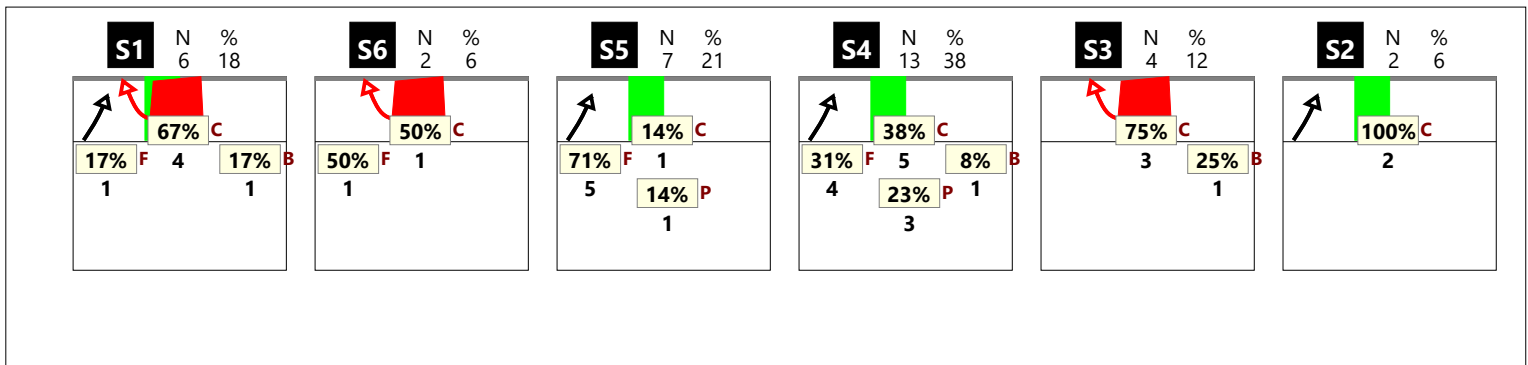 S1 N % S6 N % S5 N % S4 N % S3 N % S2 N %
6 18 2 6 7 21 13 38 4 12 2 6
67% C 50% C 14% C 38% C 75% C 100% C
17% F 4 17% B 50% F 1 71% F 1 31% F 5 8% B 3 25% B 2
1 1 1 5 14% P 4 23% P 1 1
1 3